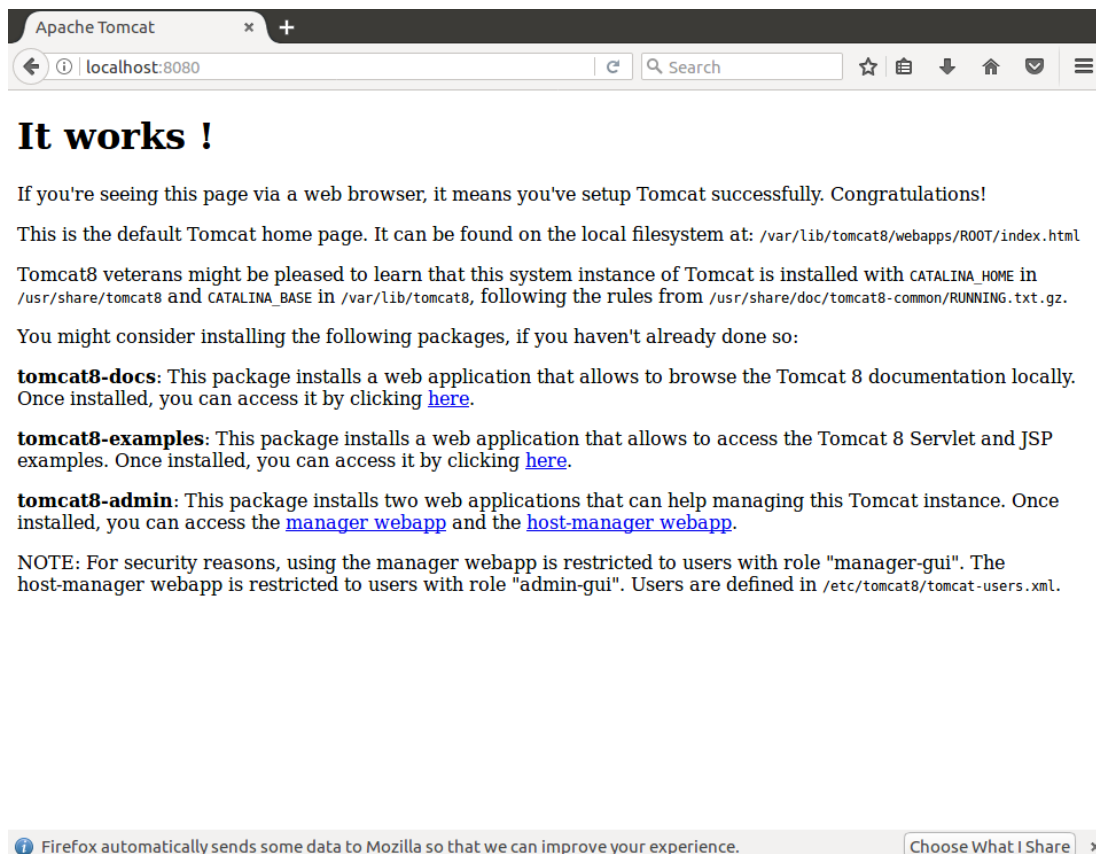 Apache Tomcat
localhost:8080
Search
It works !
If you're seeing this page via a web browser, it means you've setup Tomcat successfully. Congratulations!
This is the default Tomcat home page. It can be found on the local filesystem at: /var/lib/tomcat8/webapps/ROOT/index.html
Tomcat8 veterans might be pleased to learn that this system instance of Tomcat is installed with CATALINA_HOME in
/usr/share/tomcat8 and CATALINA_BASE in /var/lib/tomcat8, following the rules from /usr/share/doc/tomcat8-common/RUNNING.txt.gz.
You might consider installing the following packages, if you haven't already done so:
tomcat8-docs: This package installs a web application that allows to browse the Tomcat 8 documentation locally.
Once installed, you can access it by clicking here.
tomcat8-examples: This package installs a web application that allows to access the Tomcat 8 Servlet and JSP
examples. Once installed, you can access it by clicking here.
tomcat8-admin: This package installs two web applications that can help managing this Tomcat instance. Once
installed, you can access the manager webapp and the host-manager webapp.
NOTE: For security reasons, using the manager webapp is restricted to users with role "manager-gui". The
host-manager webapp is restricted to users with role "admin-gui". Users are defined in /etc/tomcat8/tomcat-users.xml.
Firefox automatically sends some data to Mozilla so that we can improve your experience.
Choose What I Share